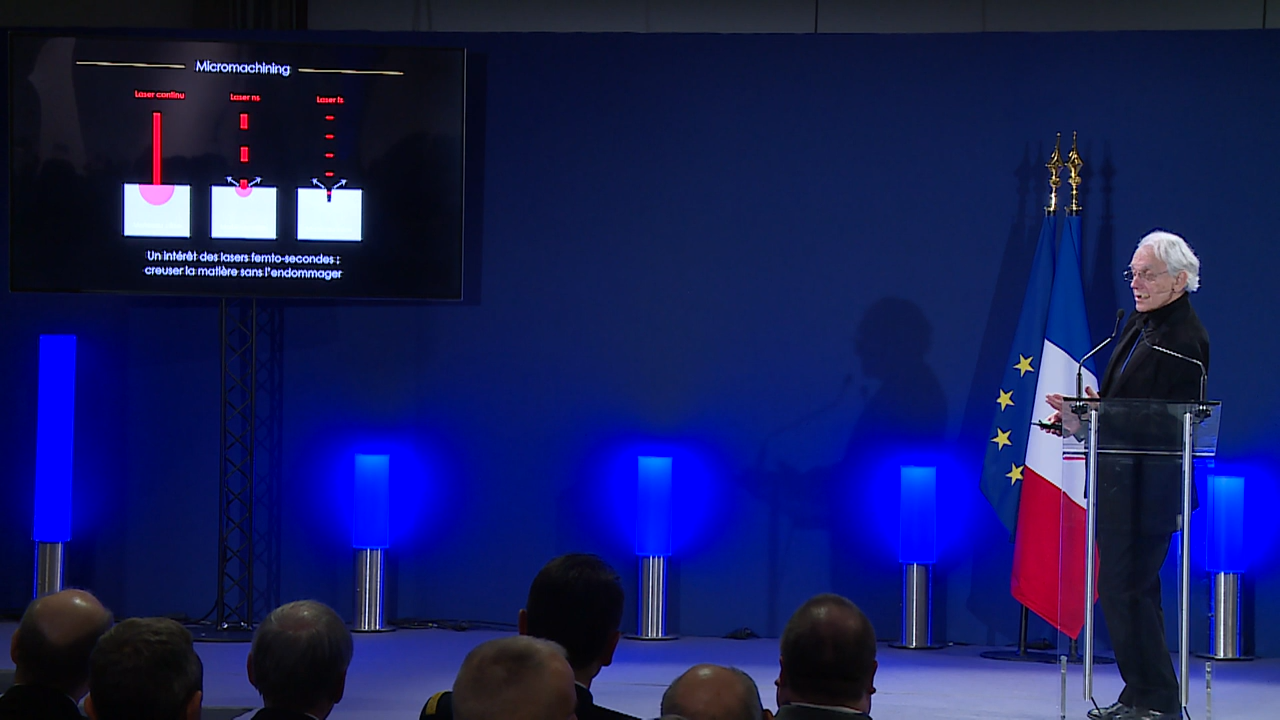 Micromachining
Laser continu
Laser ns
Laser fs
Un intérêt des lasers femto-secondes :
creuser la matière sans l'endommager